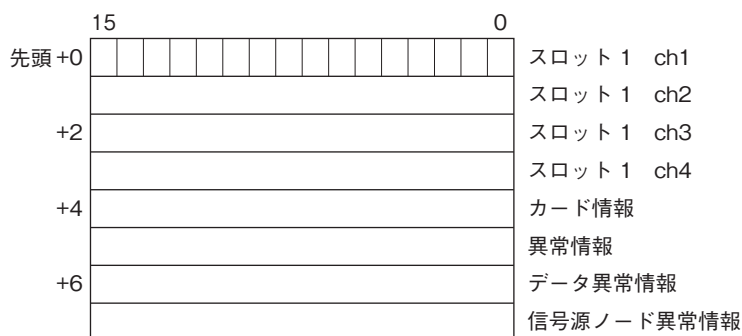 15 0
先頭 +0 スロット 1 ch1
スロット 1 ch2
+2 スロット 1 ch3
スロット 1 ch4
+4 カード情報
異常情報
+6 データ異常情報
信号源ノード異常情報